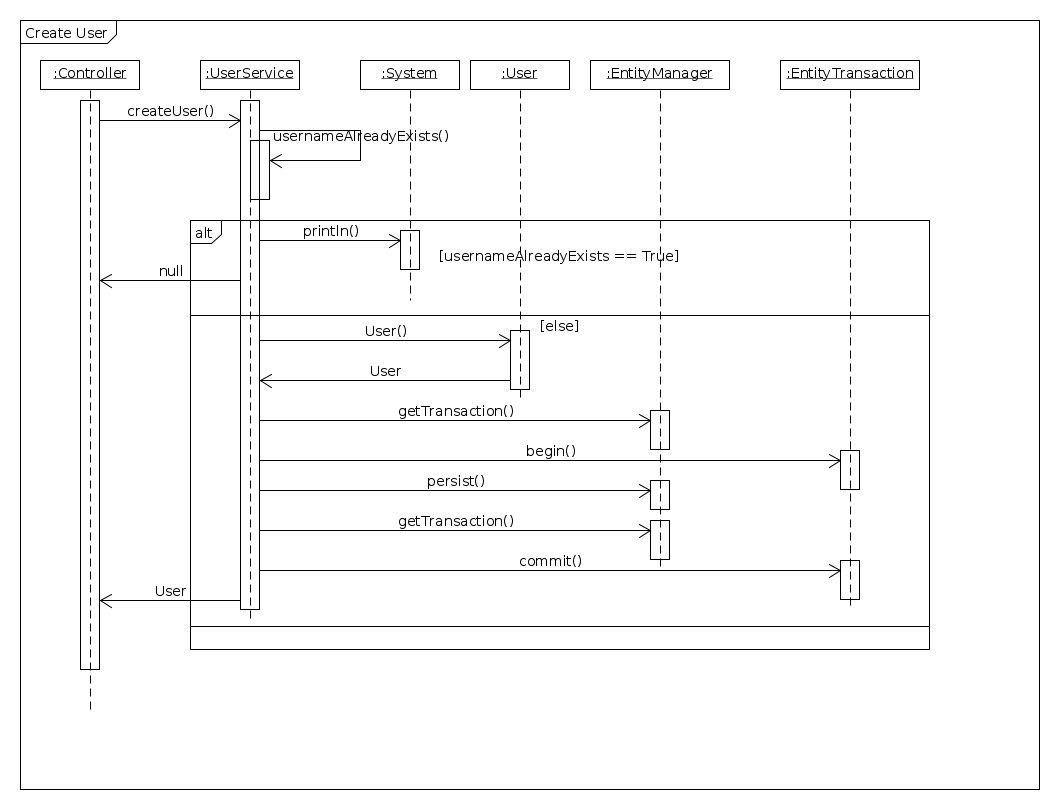 Create User
:Controller
:UserService
:System
:User
:EntityManager
:EntityTransaction
createUser()
usernameAlreadyExists()
alt
println()
[usernameAlreadyExists == True]
null
[else]
User()
User
getTransaction()
begin()
persist()
getTransaction()
commit()
User